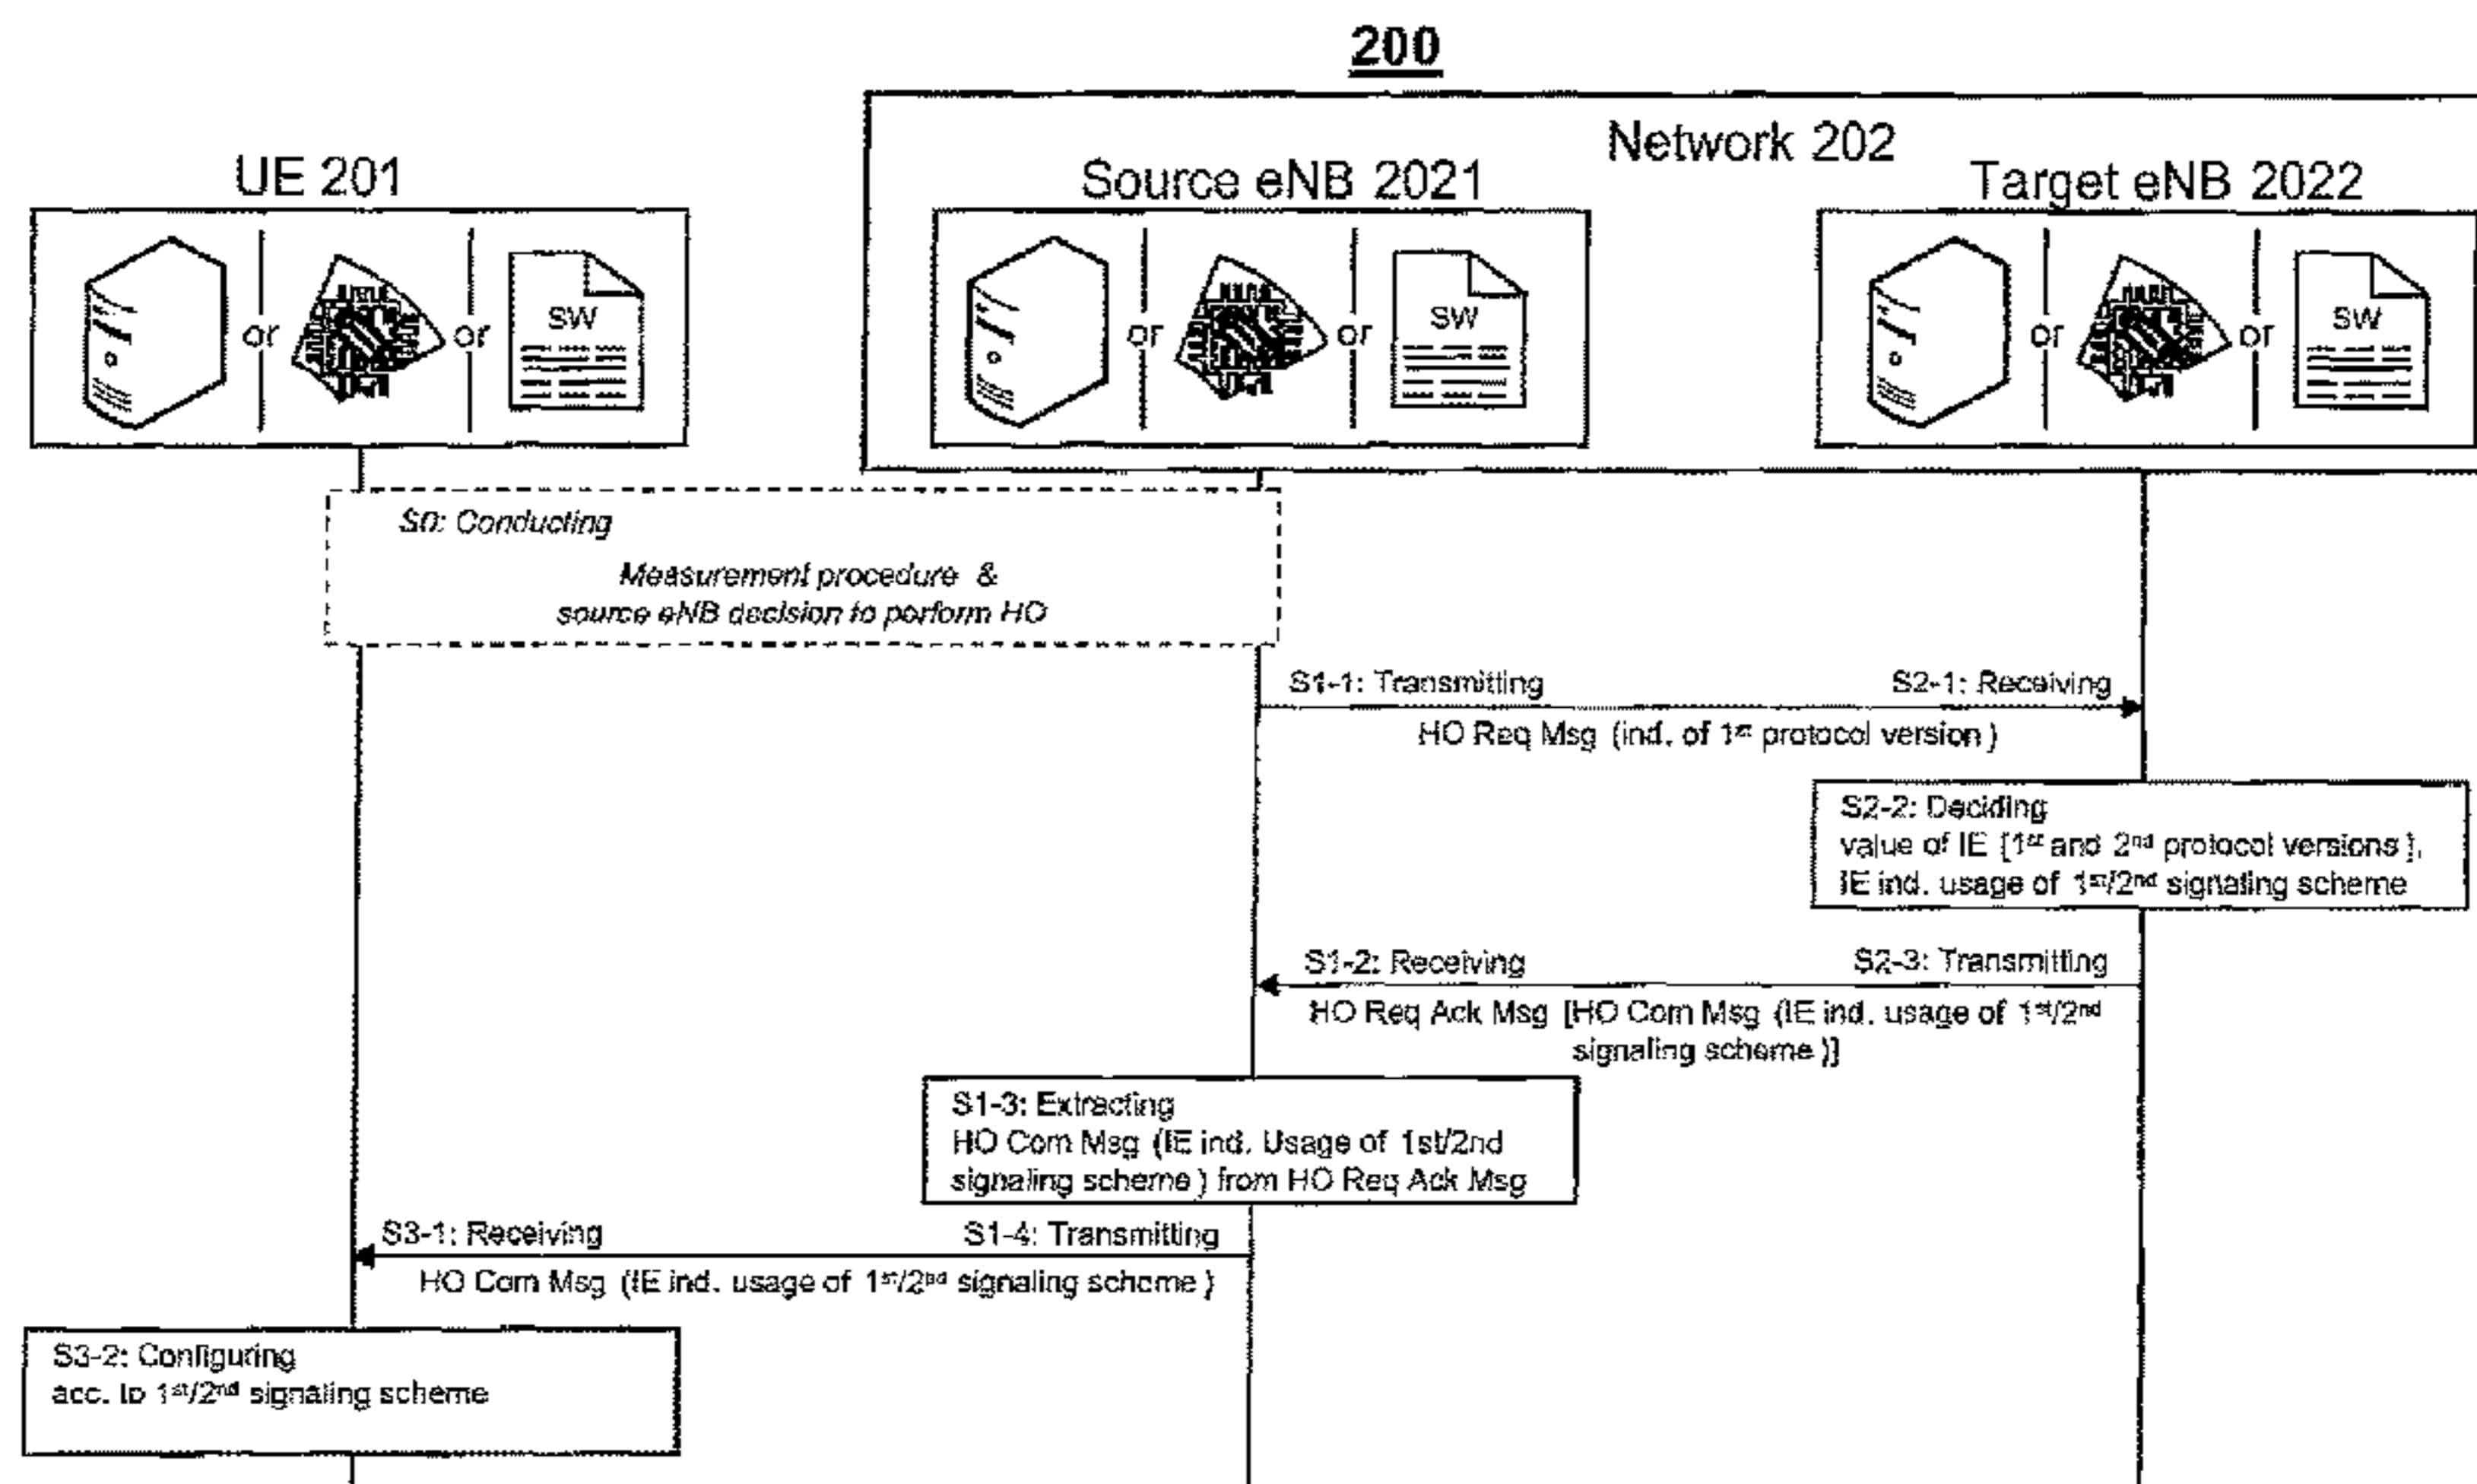 200
Network 202
UE 201
Source eNB 2021
Target eNB 2022
or
or
SW
or
or
SW
or
or
SW
S0: Conducting
Measurement procedure &
source eNB decision to perform HO
S1-1: Transmitting
S2-1: Receiving
HO Req Msg (ind. of 1st protocol version)
S2-2: Deciding
value of IE [1st and 2nd protocol versions],
IE ind. usage of 1st/2nd signaling scheme
S1-2: Receiving
S2-3: Transmitting
HO Req Ack Msg [HO Com Msg (IE ind. usage of 1st/2nd
signaling scheme)]
S1-3: Extracting
HO Com Msg (IE ind. Usage of 1st/2nd
signaling scheme) from HO Req Ack Msg
S3-1: Receiving
S1-4: Transmitting
HO Com Msg (IE ind. usage of 1st/2nd signaling scheme)
S3-2: Configuring
acc. to 1st/2nd signaling scheme